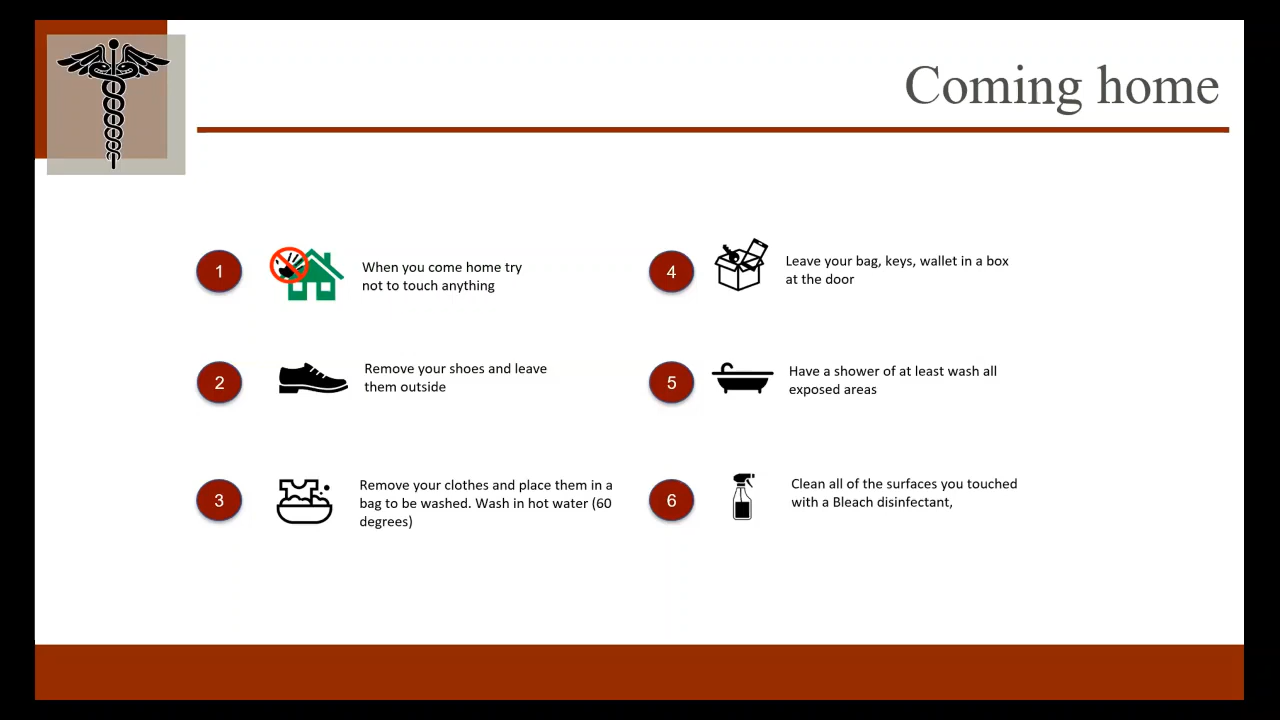 Coming home
1
When you come home try
not to touch anything
2
Remove your shoes and leave
them outside
3
Remove your clothes and place them in a
bag to be washed. Wash in hot water (60
degrees)
4
Leave your bag, keys, wallet in a box
at the door
5
Have a shower of at least wash all
exposed areas
6
Clean all of the surfaces you touched
with a Bleach disinfectant,